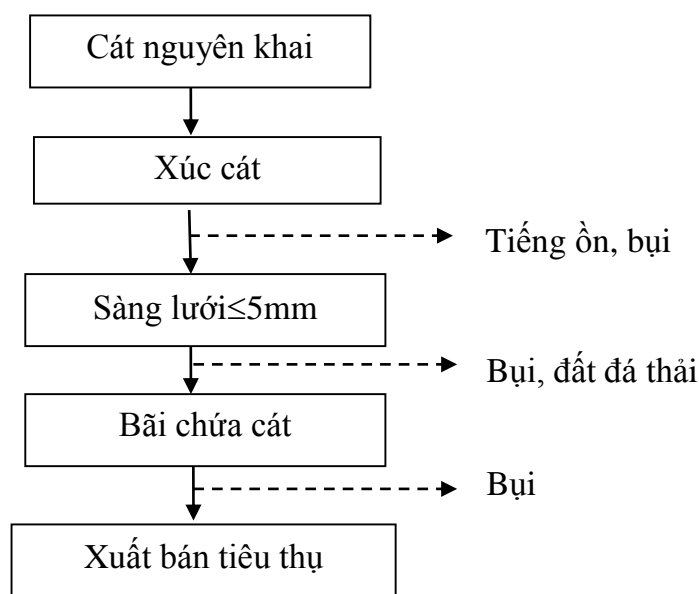 Cát nguyên khai
Xúc cát
Tiếng ồn, bụi
Sàng lưới≤5mm
Bụi, đất đá thải
Bãi chứa cát
Bụi
Xuất bán tiêu thụ